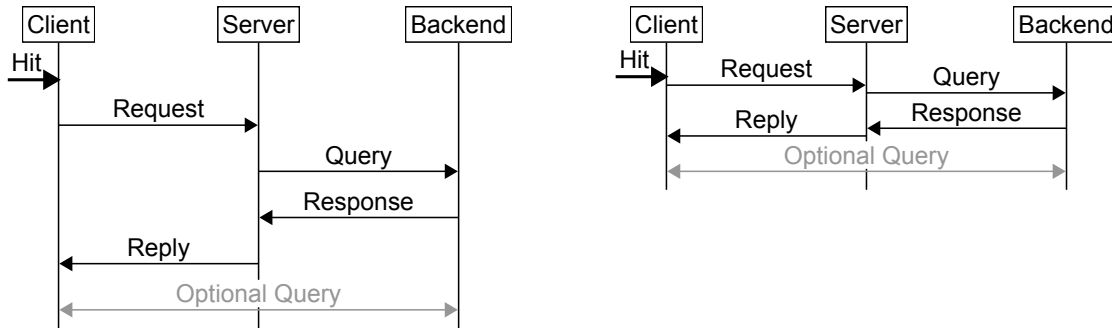 Client Server Backend
Hit
Request
Query
Response
Reply
Optional Query
Client Server Backend
Hit
Request
Query
Response
Reply
Optional Query